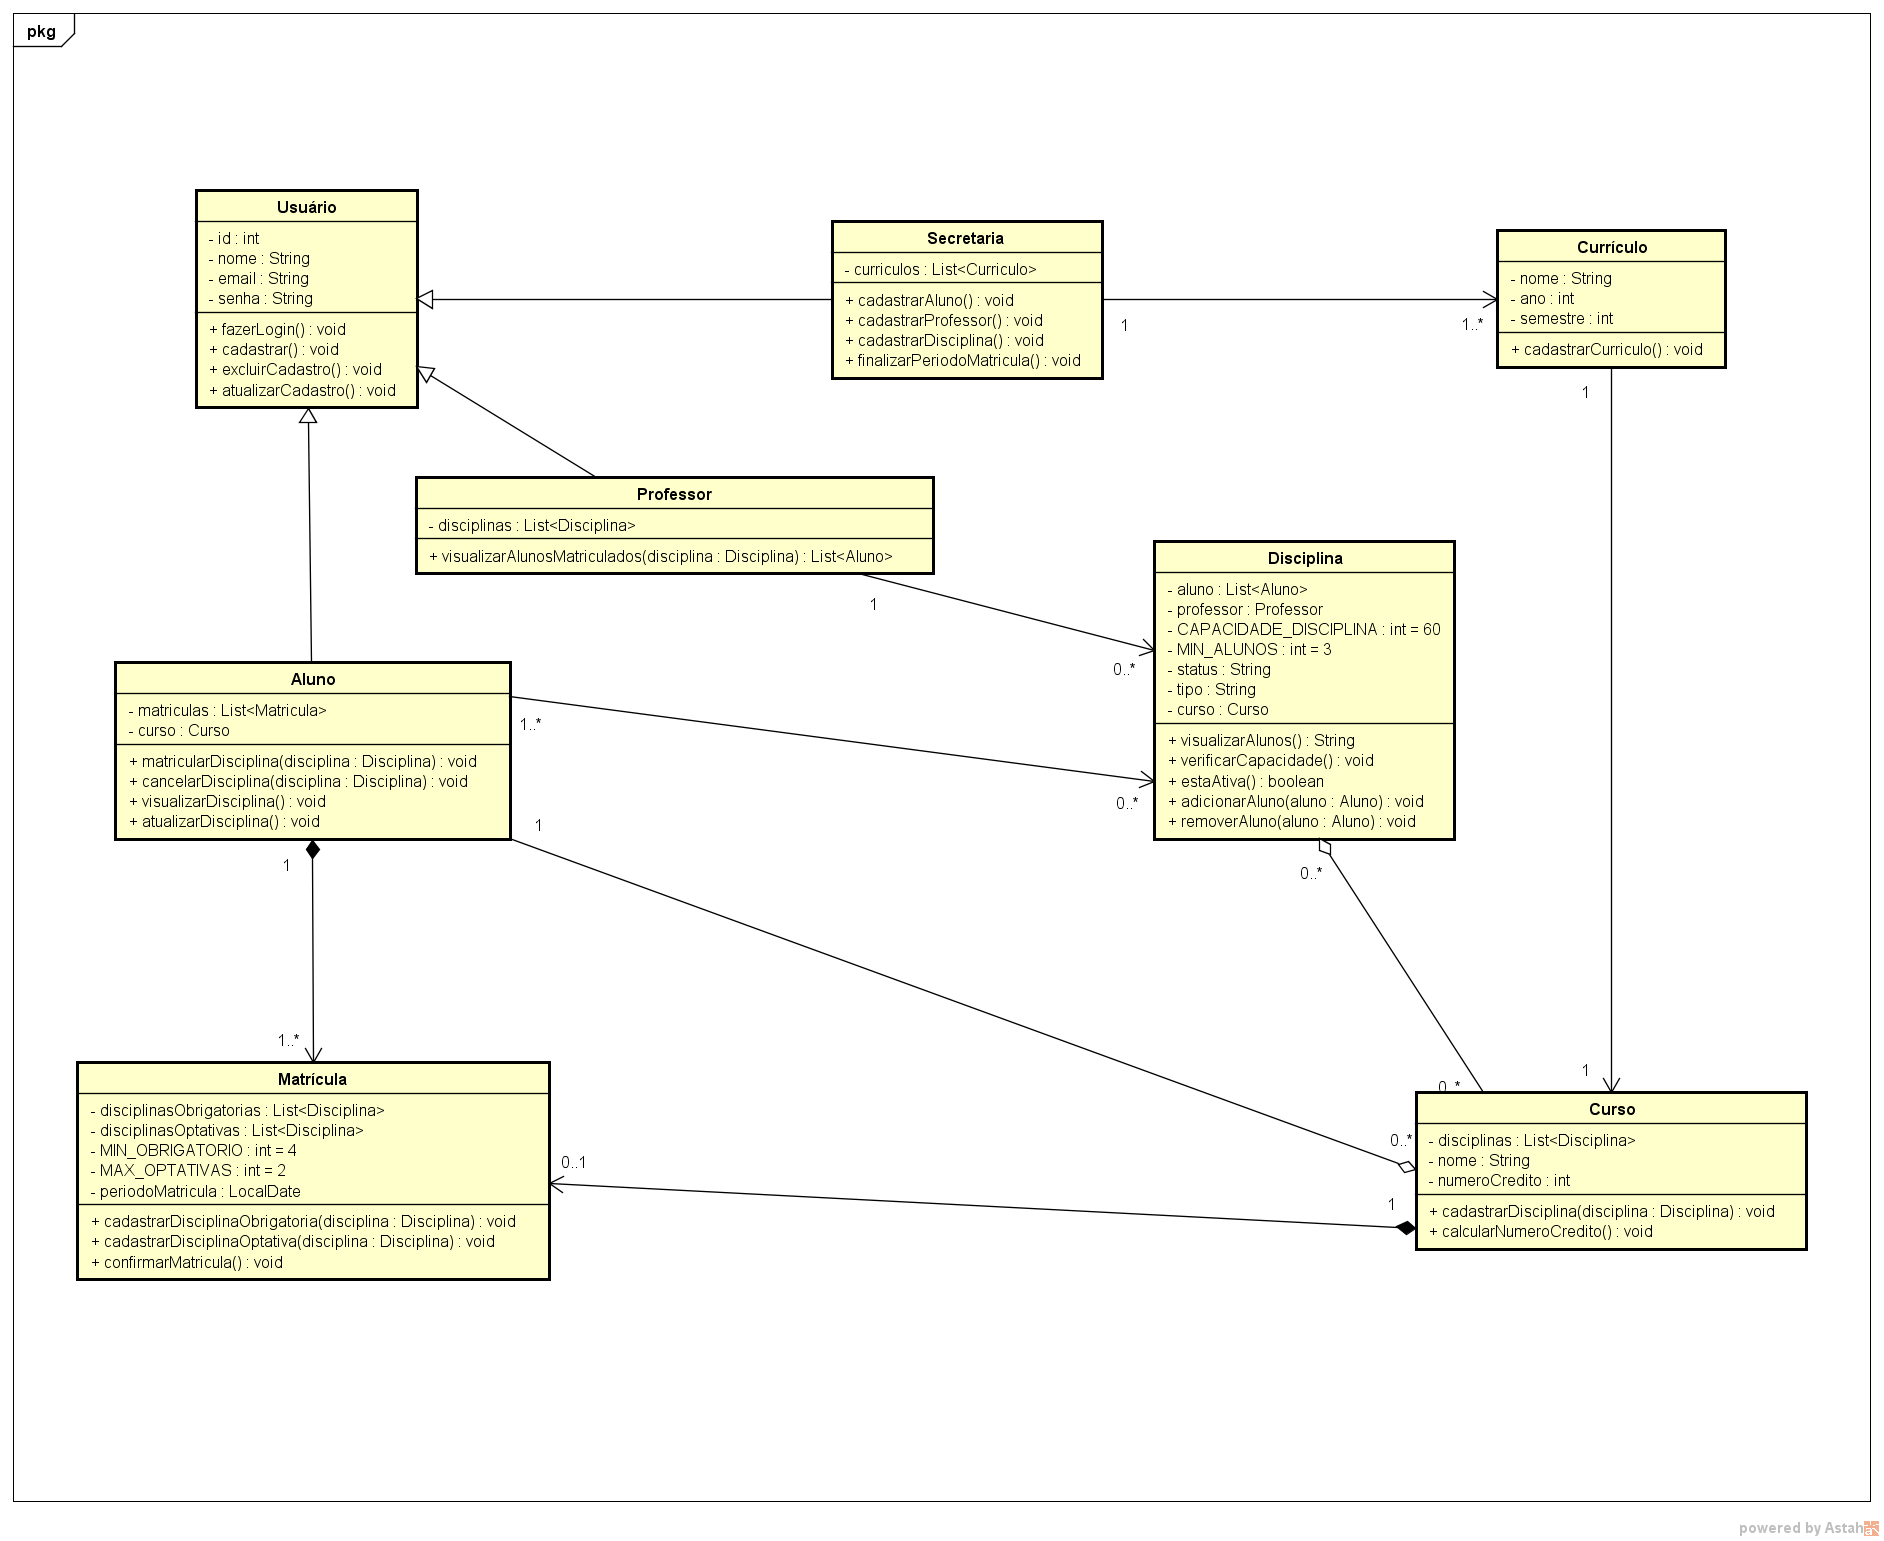 pkg
Usuário
- id : int
- nome : String
- email : String
- senha : String
+ fazerLogin() : void
+ cadastrar() : void
+ excluirCadastro() : void
+ atualizarCadastro() : void
Secretaria
- curriculos : List<Curriculo>
+ cadastrarAluno() : void
+ cadastrarProfessor() : void
+ cadastrarDisciplina() : void
+ finalizarPeriodoMatricula() : void
1
1..*
Currículo
- nome : String
- ano : int
- semestre : int
+ cadastrarCurriculo() : void
1
Professor
- disciplinas : List<Disciplina>
+ visualizarAlunosMatriculados(disciplina : Disciplina) : List<Aluno>
1
0..*
Disciplina
- aluno : List<Aluno>
- professor : Professor
- CAPACIDADE_DISCIPLINA : int = 60
- MIN_ALUNOS : int = 3
- status : String
- tipo : String
- curso : Curso
+ visualizarAlunos() : String
+ verificarCapacidade() : void
+ estaAtiva() : boolean
+ adicionarAluno(aluno : Aluno) : void
+ removerAluno(aluno : Aluno) : void
Aluno
- matriculas : List<Matricula>
- curso : Curso
+ matricularDisciplina(disciplina : Disciplina) : void
+ cancelarDisciplina(disciplina : Disciplina) : void
+ visualizarDisciplina() : void
+ atualizarDisciplina() : void
1..*
0..*
1
1
0..*
1..*
1
0..*
Matrícula
- disciplinasObrigatorias : List<Disciplina>
- disciplinasOptativas : List<Disciplina>
- MIN_OBRIGATORIO : int = 4
- MAX_OPTATIVAS : int = 2
- periodoMatricula : LocalDate
+ cadastrarDisciplinaObrigatoria(disciplina : Disciplina) : void
+ cadastrarDisciplinaOptativa(disciplina : Disciplina) : void
+ confirmarMatricula() : void
0..1
0..*
1
Curso
- disciplinas : List<Disciplina>
- nome : String
- numeroCredito : int
+ cadastrarDisciplina(disciplina : Disciplina) : void
+ calcularNumeroCredito() : void
powered by Astah